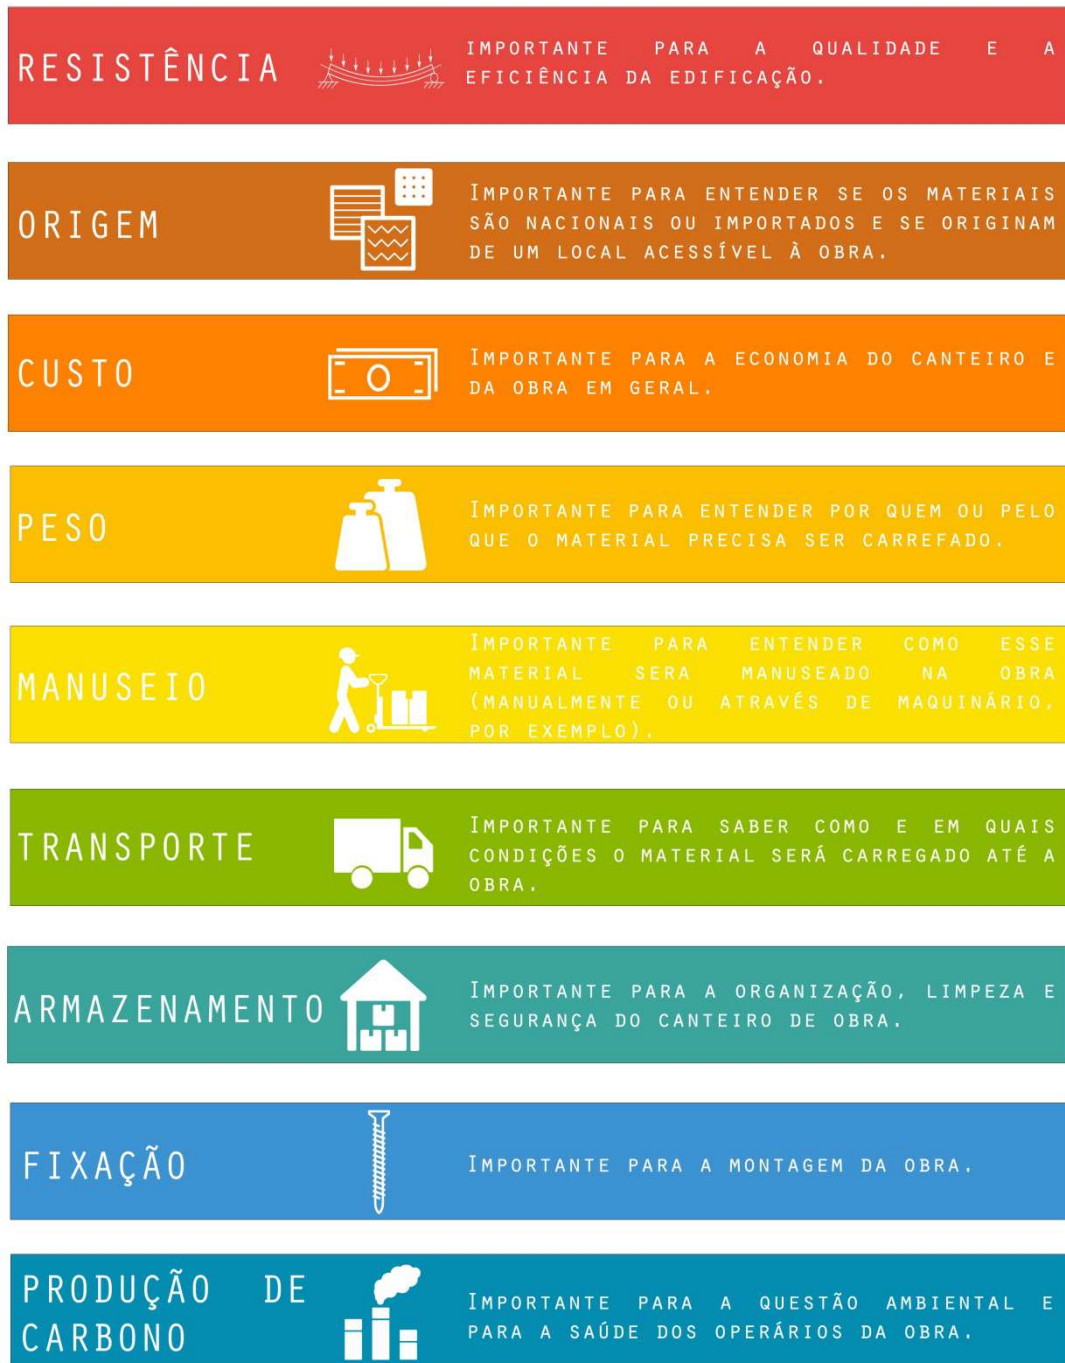 RESISTÊNCIA
IMPORTANTE PARA A QUALIDADE E A
EFICIÊNCIA DA EDIFICAÇÃO.
ORIGEM
IMPORTANTE PARA ENTENDER SE OS MATERIAIS
SÃO NACIONAIS OU IMPORTADOS E SE ORIGINAM
DE UM LOCAL ACESSÍVEL À OBRA.
CUSTO
IMPORTANTE PARA A ECONOMIA DO CANTEIRO E
DA OBRA EM GERAL.
PESO
IMPORTANTE PARA ENTENDER POR QUEM OU PELO
QUE O MATERIAL PRECISA SER CARREFADO.
MANUSEIO
IMPORTANTE PARA ENTENDER COMO ESSE
MATERIAL SERA MANUSEADO NA OBRA
(MANUALMENTE OU ATRAVÉS DE MAQUINÁRIO,
POR EXEMPLO).
TRANSPORTE
IMPORTANTE PARA SABER COMO E EM QUAIS
CONDIÇÕES O MATERIAL SERÁ CARREGADO ATÉ A
OBRA.
ARMAZENAMENTO
IMPORTANTE PARA A ORGANIZAÇÃO, LIMPEZA E
SEGURANÇA DO CANTEIRO DE OBRA.
FIXAÇÃO
IMPORTANTE PARA A MONTAGEM DA OBRA.
PRODUÇÃO DE
CARBONO
IMPORTANTE PARA A QUESTÃO AMBIENTAL E
PARA A SAÚDE DOS OPERÁRIOS DA OBRA.